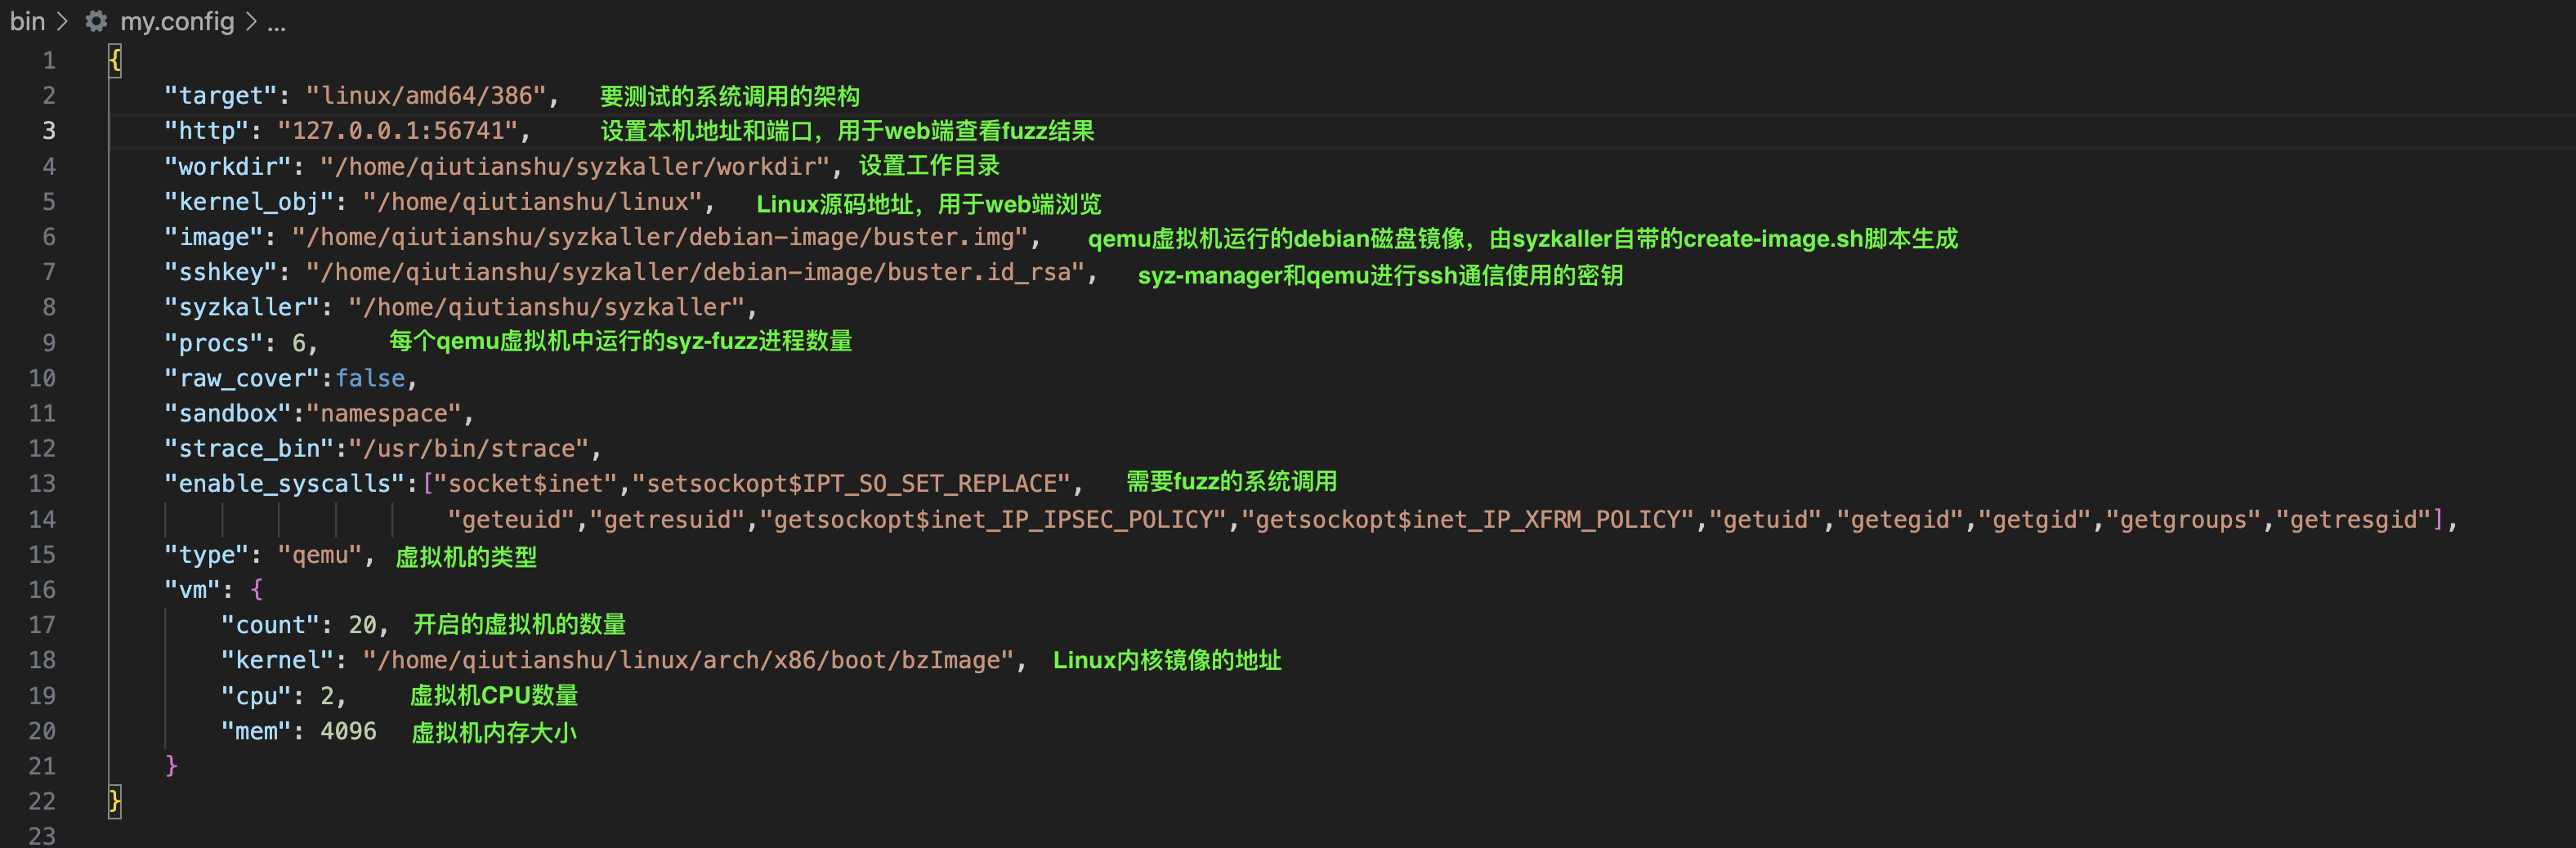 bin > my.config > ...
1 {
2 "target": "linux/amd64/386", 要测试的系统调用的架构
3 "http": "127.0.0.1:56741", 设置本机地址和端口，用于web端查看fuzz结果
4 "workdir": "/home/qiutianshu/syzkaller/workdir", 设置工作目录
5 "kernel_obj": "/home/qiutianshu/linux", Linux源码地址，用于web端浏览
6 "image": "/home/qiutianshu/syzkaller/debian-image/buster.img", qemu虚拟机运行的debian磁盘镜像，由syzkaller自带的create-image.sh脚本生成
7 "sshkey": "/home/qiutianshu/syzkaller/debian-image/buster.id_rsa", syz-manager和qemu进行ssh通信使用的密钥
8 "syzkaller": "/home/qiutianshu/syzkaller",
9 "procs": 6, 每个qemu虚拟机中运行的syz-fuzz进程数量
10 "raw_cover":false,
11 "sandbox":"namespace",
12 "strace_bin":"/usr/bin/strace",
13 "enable_syscalls":["socket$inet","setsockopt$IPT_SO_SET_REPLACE", 需要fuzz的系统调用
14 "geteuid","getresuid","getsockopt$inet_IP_IPSEC_POLICY","getsockopt$inet_IP_XFRM_POLICY","getuid","getegid","getgid","getgroups","getresgid"],
15 "type": "qemu", 虚拟机的类型
16 "vm": {
17 "count": 20, 开启的虚拟机的数量
18 "kernel": "/home/qiutianshu/linux/arch/x86/boot/bzImage", Linux内核镜像的地址
19 "cpu": 2, 虚拟机CPU数量
20 "mem": 4096 虚拟机内存大小
21 }
22 }
23